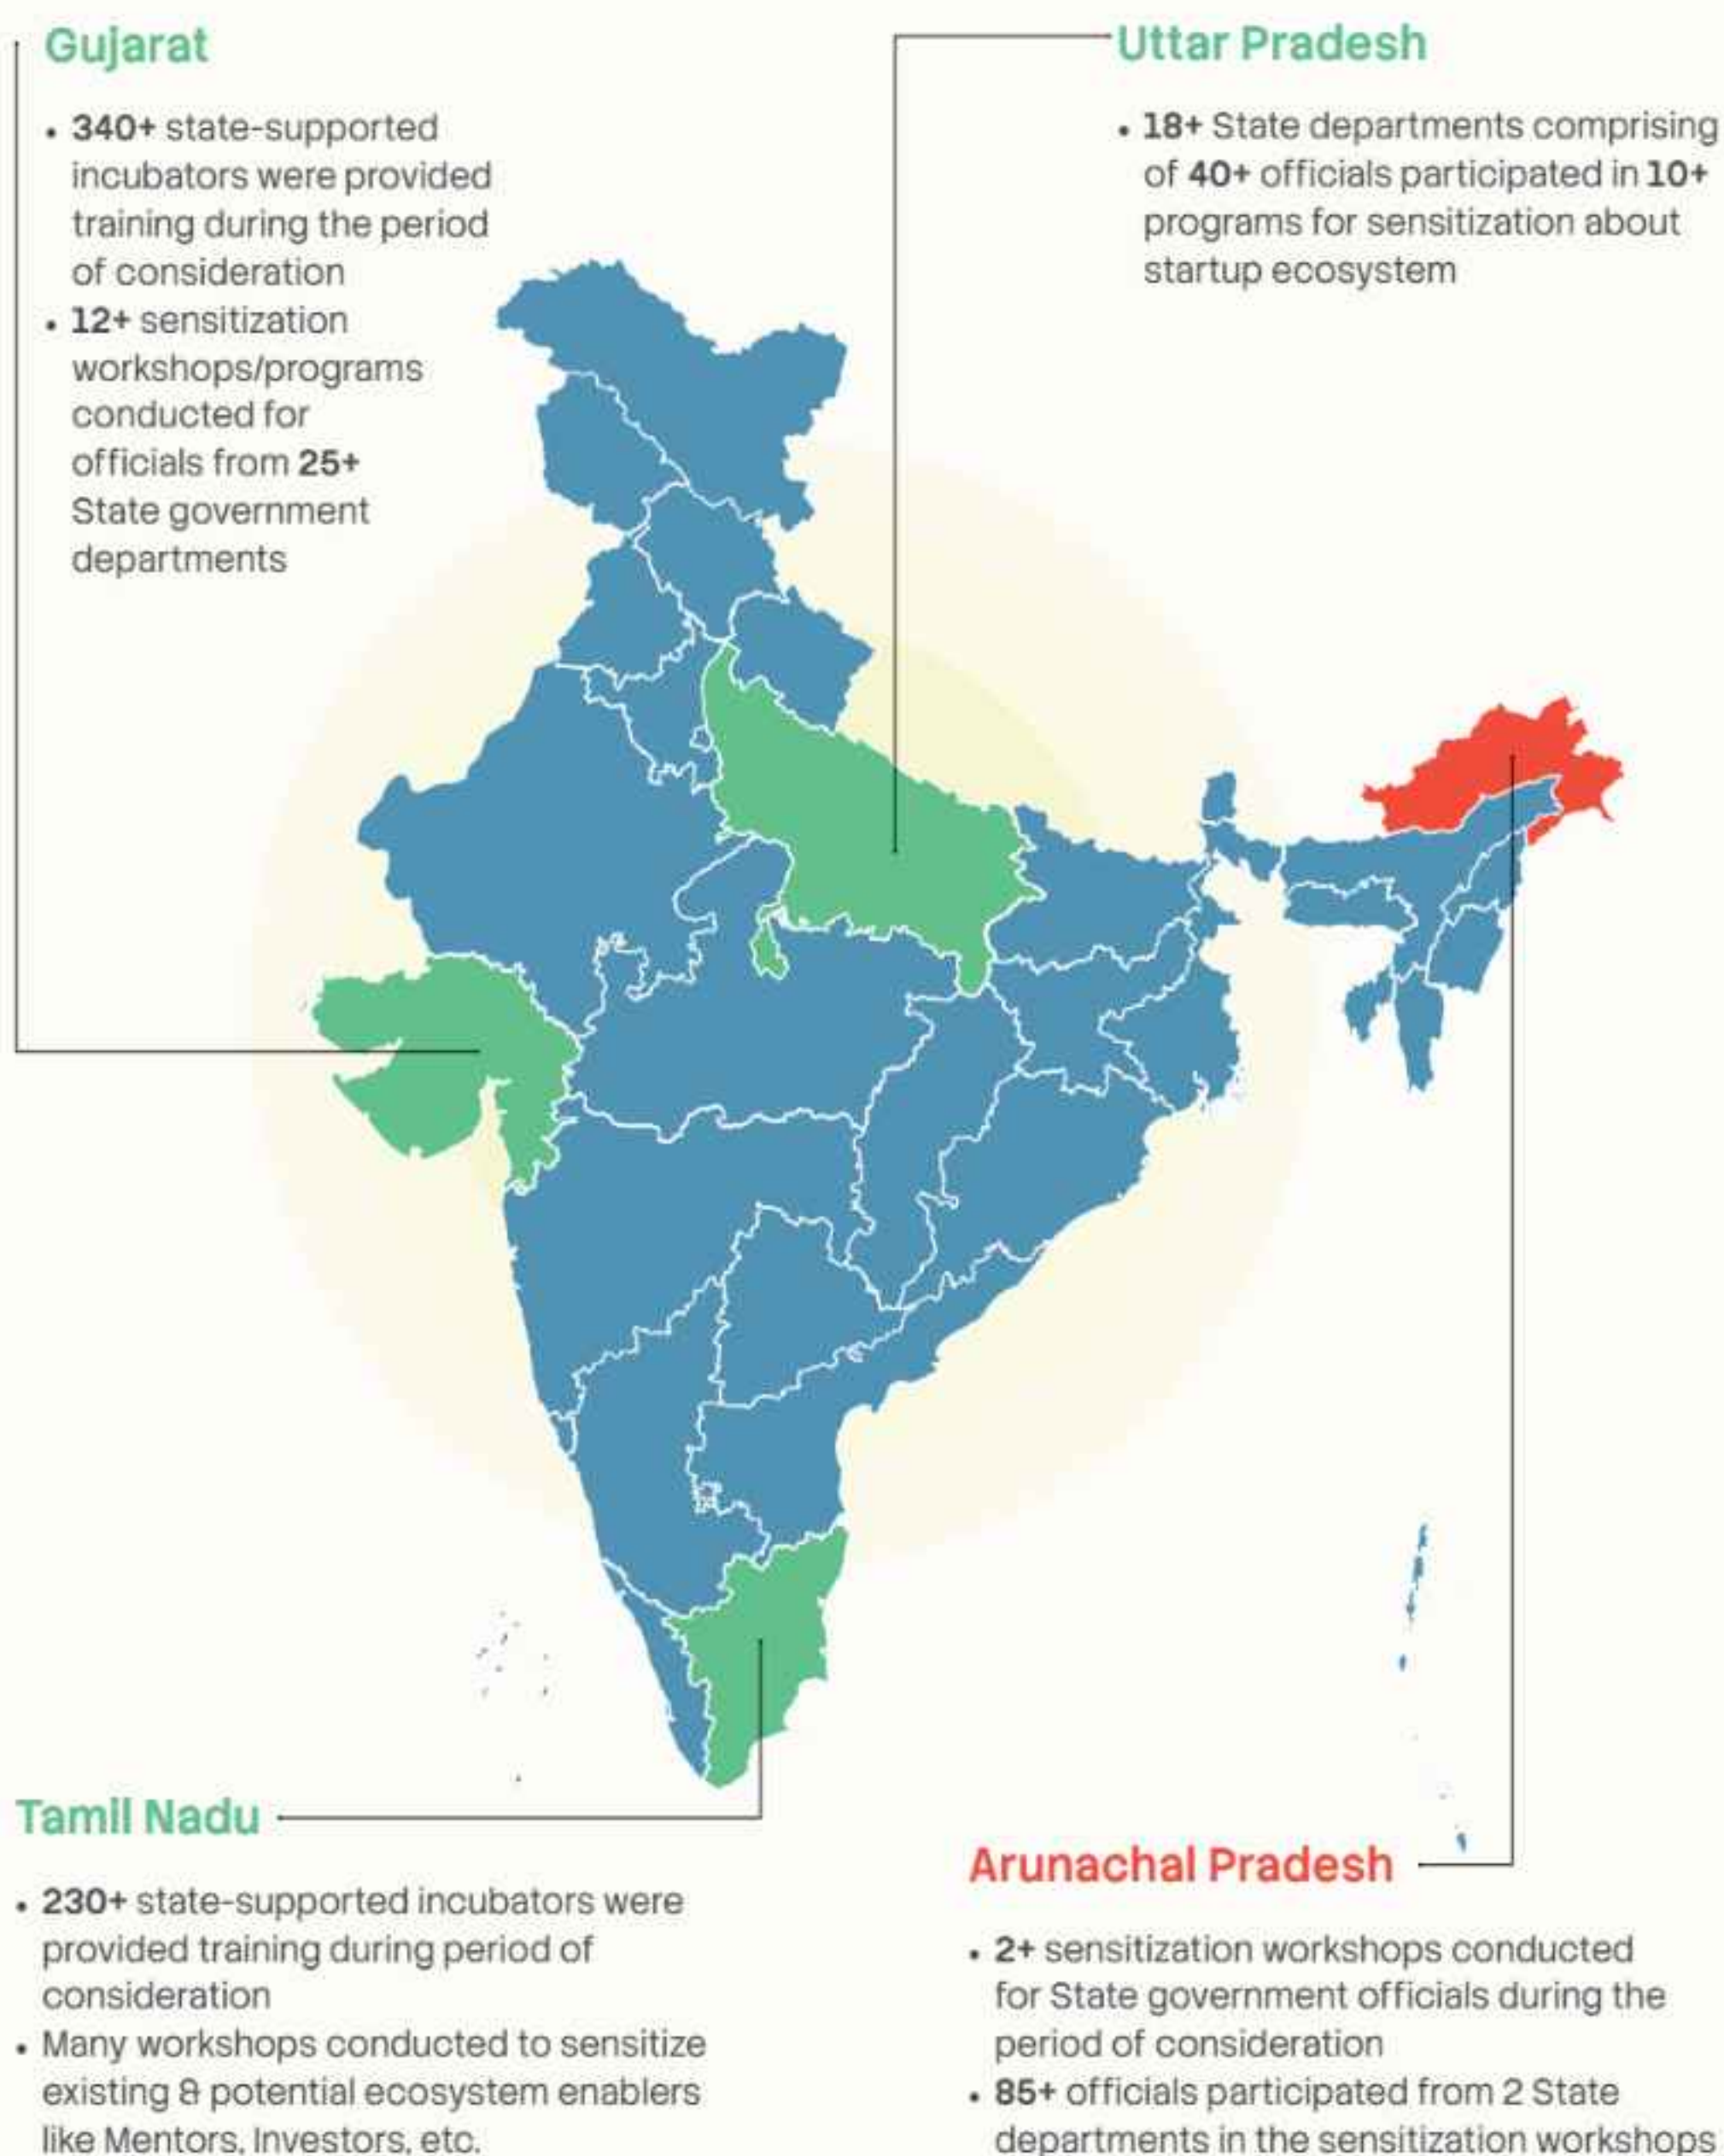 Gujarat
• 340+ state-supported
incubators were provided
training during the period
of consideration
• 12+ sensitization
workshops/programs
conducted for
officials from 25+
State government
departments
Uttar Pradesh
• 18+ State departments comprising
of 40+ officials participated in 10+
programs for sensitization about
startup ecosystem
Tamil Nadu
• 230+ state-supported incubators were
provided training during period of
consideration
• Many workshops conducted to sensitize
existing & potential ecosystem enablers
like Mentors, Investors, etc.
Arunachal Pradesh
• 2+ sensitization workshops conducted
for State government officials during the
period of consideration
• 85+ officials participated from 2 State
departments in the sensitization workshops